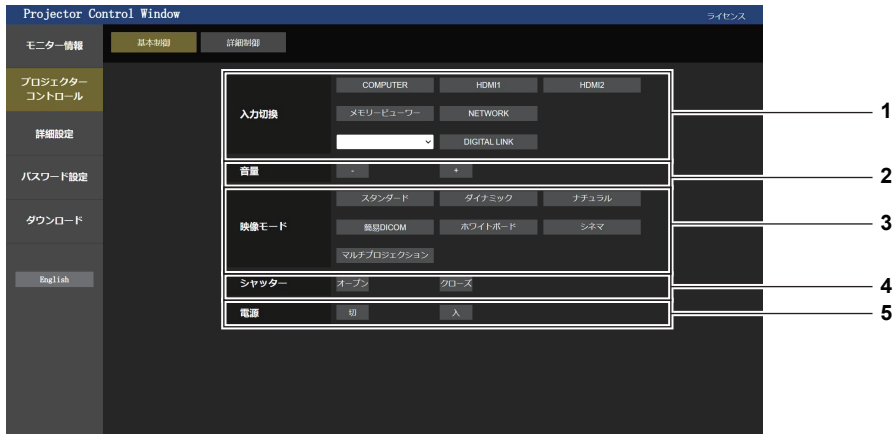 Projector Control Window
ライセンス
モニター情報
基本制御
詳細制御
プロジェクター
コントロール
詳細設定
パスワード設定
ダウンロード
English
入力切換
COMPUTER
HDMI1
HDMI2
メモリービューワー
NETWORK
DIGITAL LINK
1
音量
-
+
2
映像モード
スタンダード
ダイナミック
ナチュラル
簡易DICOM
ホワイトボード
シネマ
マルチプロジェクション
3
シャッター
オープン
クローズ
4
電源
切
入
5